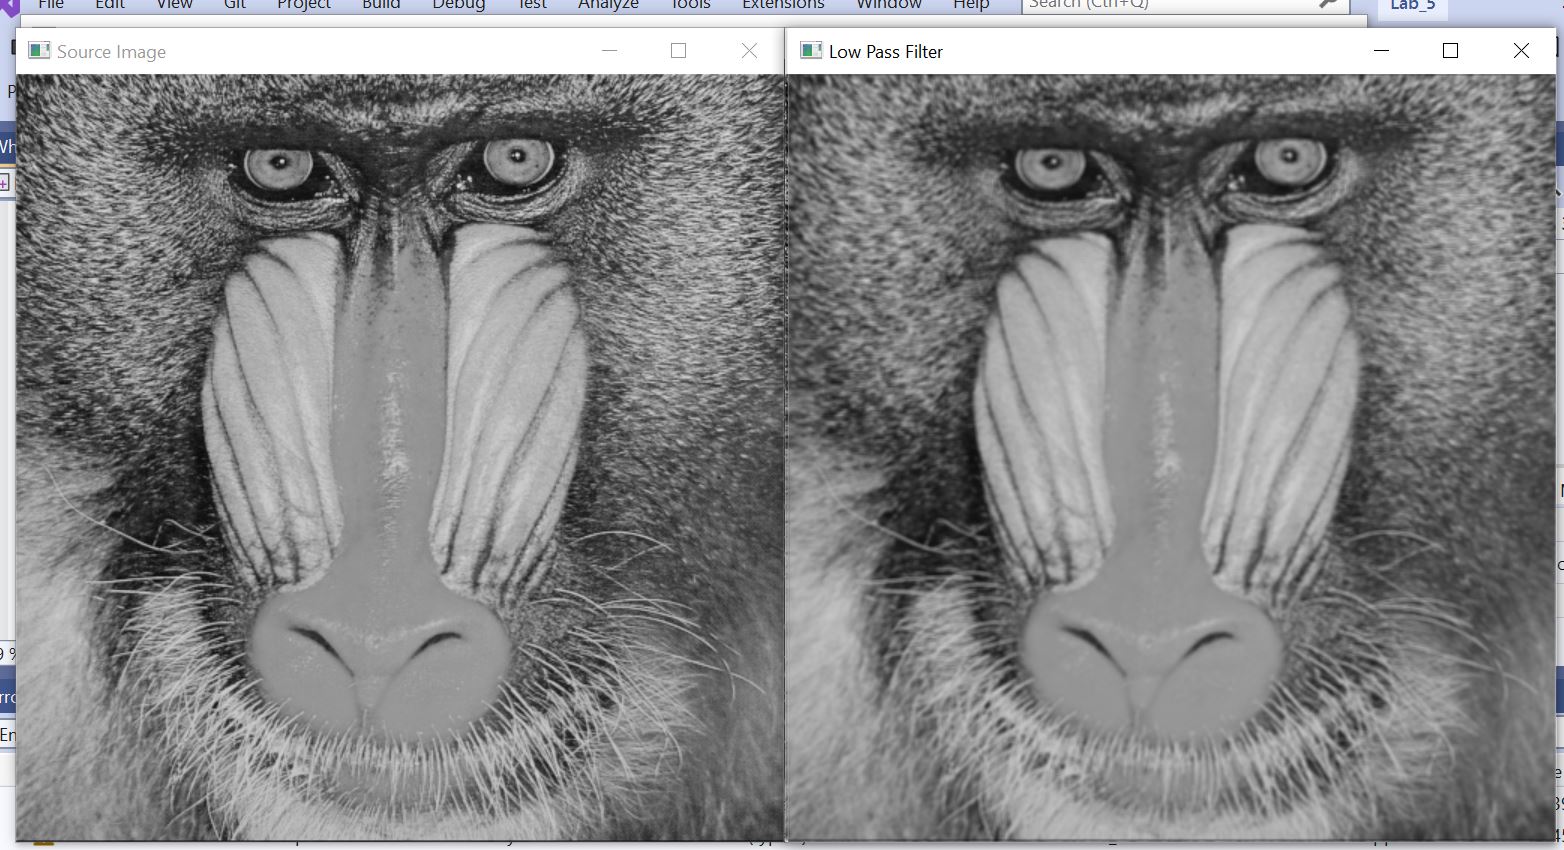 File Edit View Git Project Build Debug Test Analyze Tools Extensions Window Help Search (Ctrl+Q) Lab_5
Source Image
Low Pass Filter